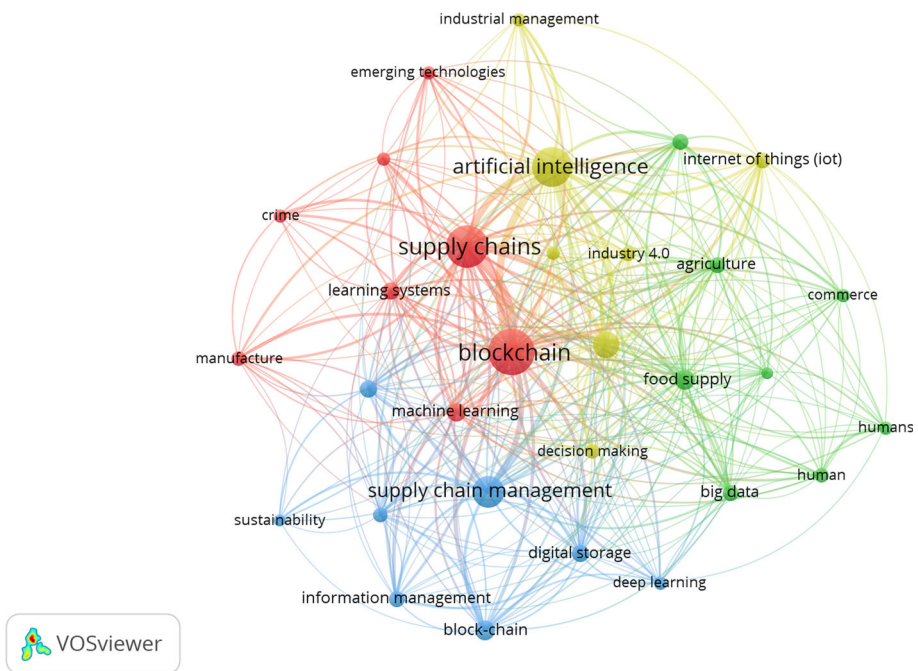 industrial management
emerging technologies
artificial intelligence
internet of things (iot)
crime
supply chains
industry 4.0
agriculture
learning systems
commerce
blockchain
manufacture
food supply
machine learning
humans
decision making
human
supply chain management
big data
sustainability
digital storage
deep learning
information management
block-chain
VOSviewer